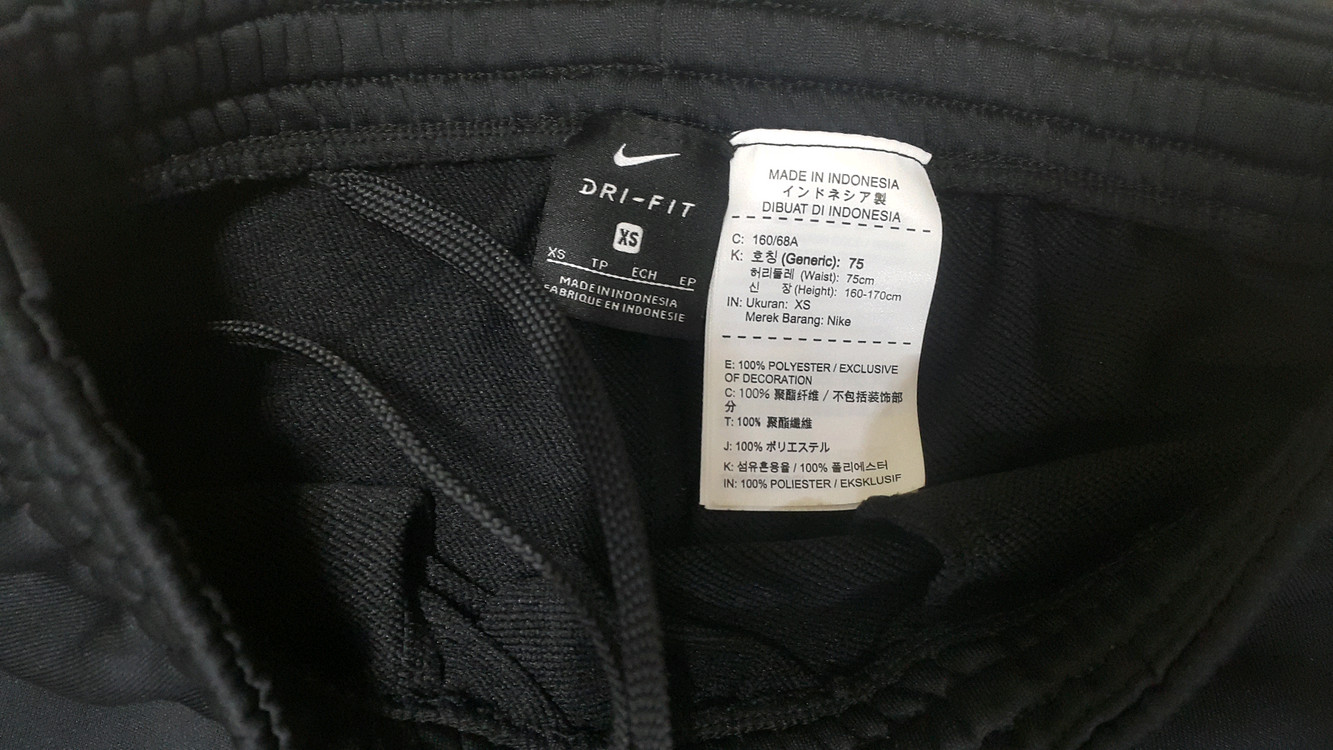 DRI-FIT
XS
XS TP ECH EP
MADE IN INDONESIA
FABRIQUE EN INDONESIE
MADE IN INDONESIA
インドネシア製
DIBUAT DI INDONESIA
C: 160/68A
K: 호칭 (Generic): 75
허리둘레 (Waist): 75cm
신 장 (Height): 160-170cm
IN: Ukuran: XS
Merek Barang: Nike
E: 100% POLYESTER / EXCLUSIVE
OF DECORATION
C: 100% 聚酯纤维 / 不包括装饰部
分
T: 100% 聚酯纖維
J: 100% ポリエステル
K: 섬유혼용율 / 100% 폴리에스터
IN: 100% POLIESTER / EKSKLUSIF